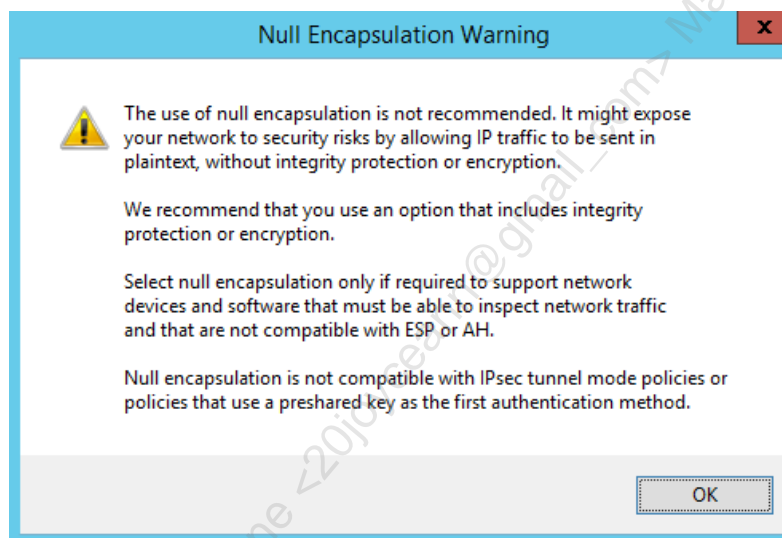 Null Encapsulation Warning
x
The use of null encapsulation is not recommended. It might expose
your network to security risks by allowing IP traffic to be sent in
plaintext, without integrity protection or encryption.
We recommend that you use an option that includes integrity
protection or encryption.
Select null encapsulation only if required to support network
devices and software that must be able to inspect network traffic
and that are not compatible with ESP or AH.
Null encapsulation is not compatible with IPsec tunnel mode policies or
policies that use a preshared key as the first authentication method.
OK